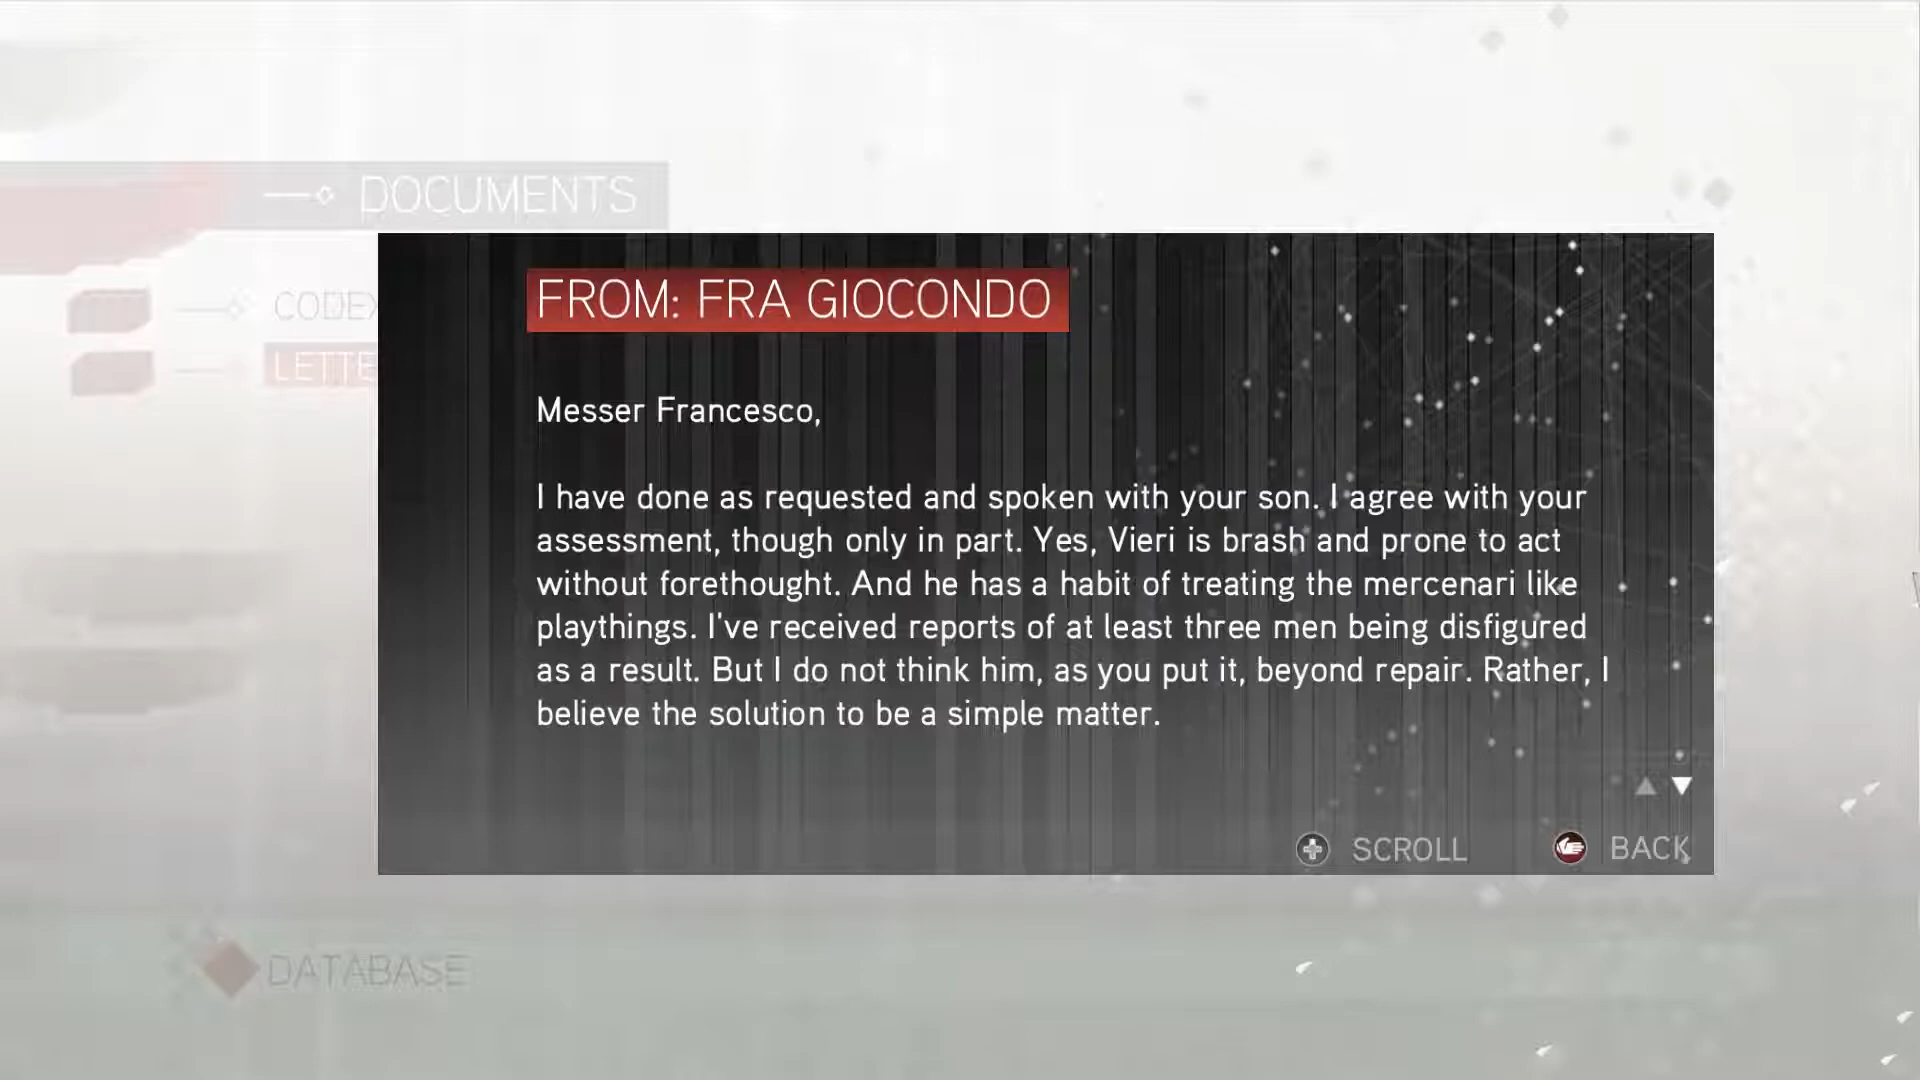 DOCUMENTS
FROM: FRA GIOCONDO
CODEX
LETTE
Messer Francesco,
I have done as requested and spoken with your son. I agree with your
assessment, though only in part. Yes, Vieri is brash and prone to act
without forethought. And he has a habit of treating the mercenari like
playthings. I've received reports of at least three men being disfigured
as a result. But I do not think him, as you put it, beyond repair. Rather, I
believe the solution to be a simple matter.
SCROLL
BACK
DATABASE